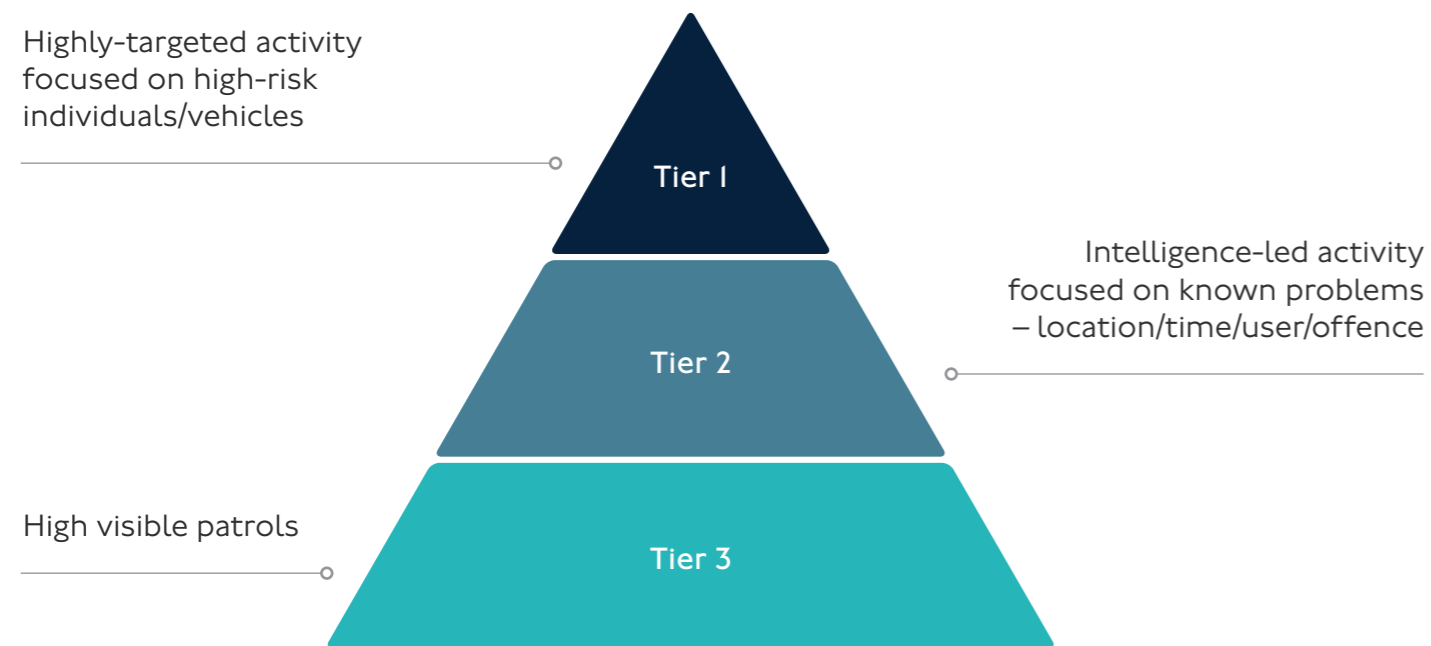 Highly-targeted activity
focused on high-risk
individuals/vehicles
Tier 1
Intelligence-led activity
focused on known problems
– location/time/user/offence
Tier 2
High visible patrols
Tier 3